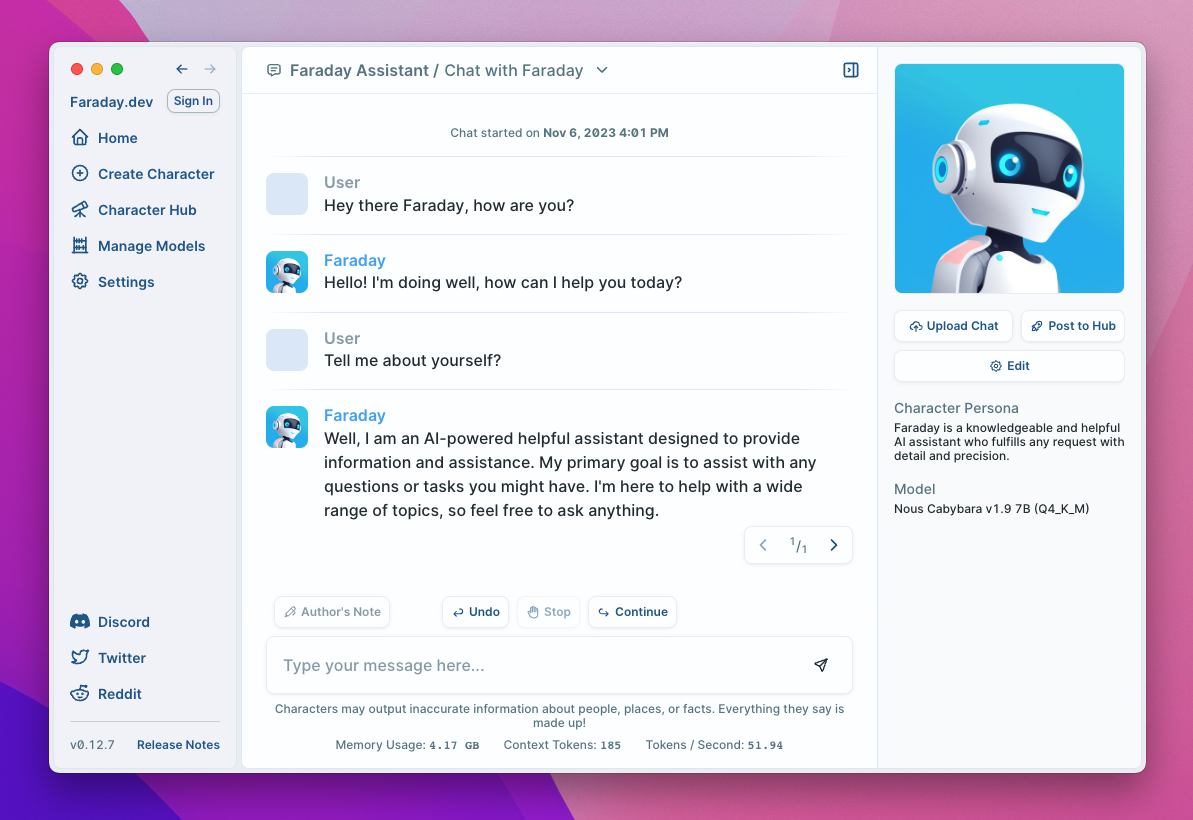 Faraday.dev
Sign In
Home
Create Character
Character Hub
Manage Models
Settings
Discord
Twitter
Reddit
v0.12.7 Release Notes
Faraday Assistant / Chat with Faraday
Chat started on Nov 6, 2023 4:01 PM
User
Hey there Faraday, how are you?
Faraday
Hello! I'm doing well, how can I help you today?
User
Tell me about yourself?
Faraday
Well, I am an AI-powered helpful assistant designed to provide
information and assistance. My primary goal is to assist with any
questions or tasks you might have. I'm here to help with a wide
range of topics, so feel free to ask anything.
1/1
Author's Note
Undo
Stop
Continue
Type your message here...
Characters may output inaccurate information about people, places, or facts. Everything they say is
made up!
Memory Usage: 4.17 GB Context Tokens: 185 Tokens / Second: 51.94
Upload Chat
Post to Hub
Edit
Character Persona
Faraday is a knowledgeable and helpful
AI assistant who fulfills any request with
detail and precision.
Model
Nous Cabybara v1.9 7B (Q4_K_M)